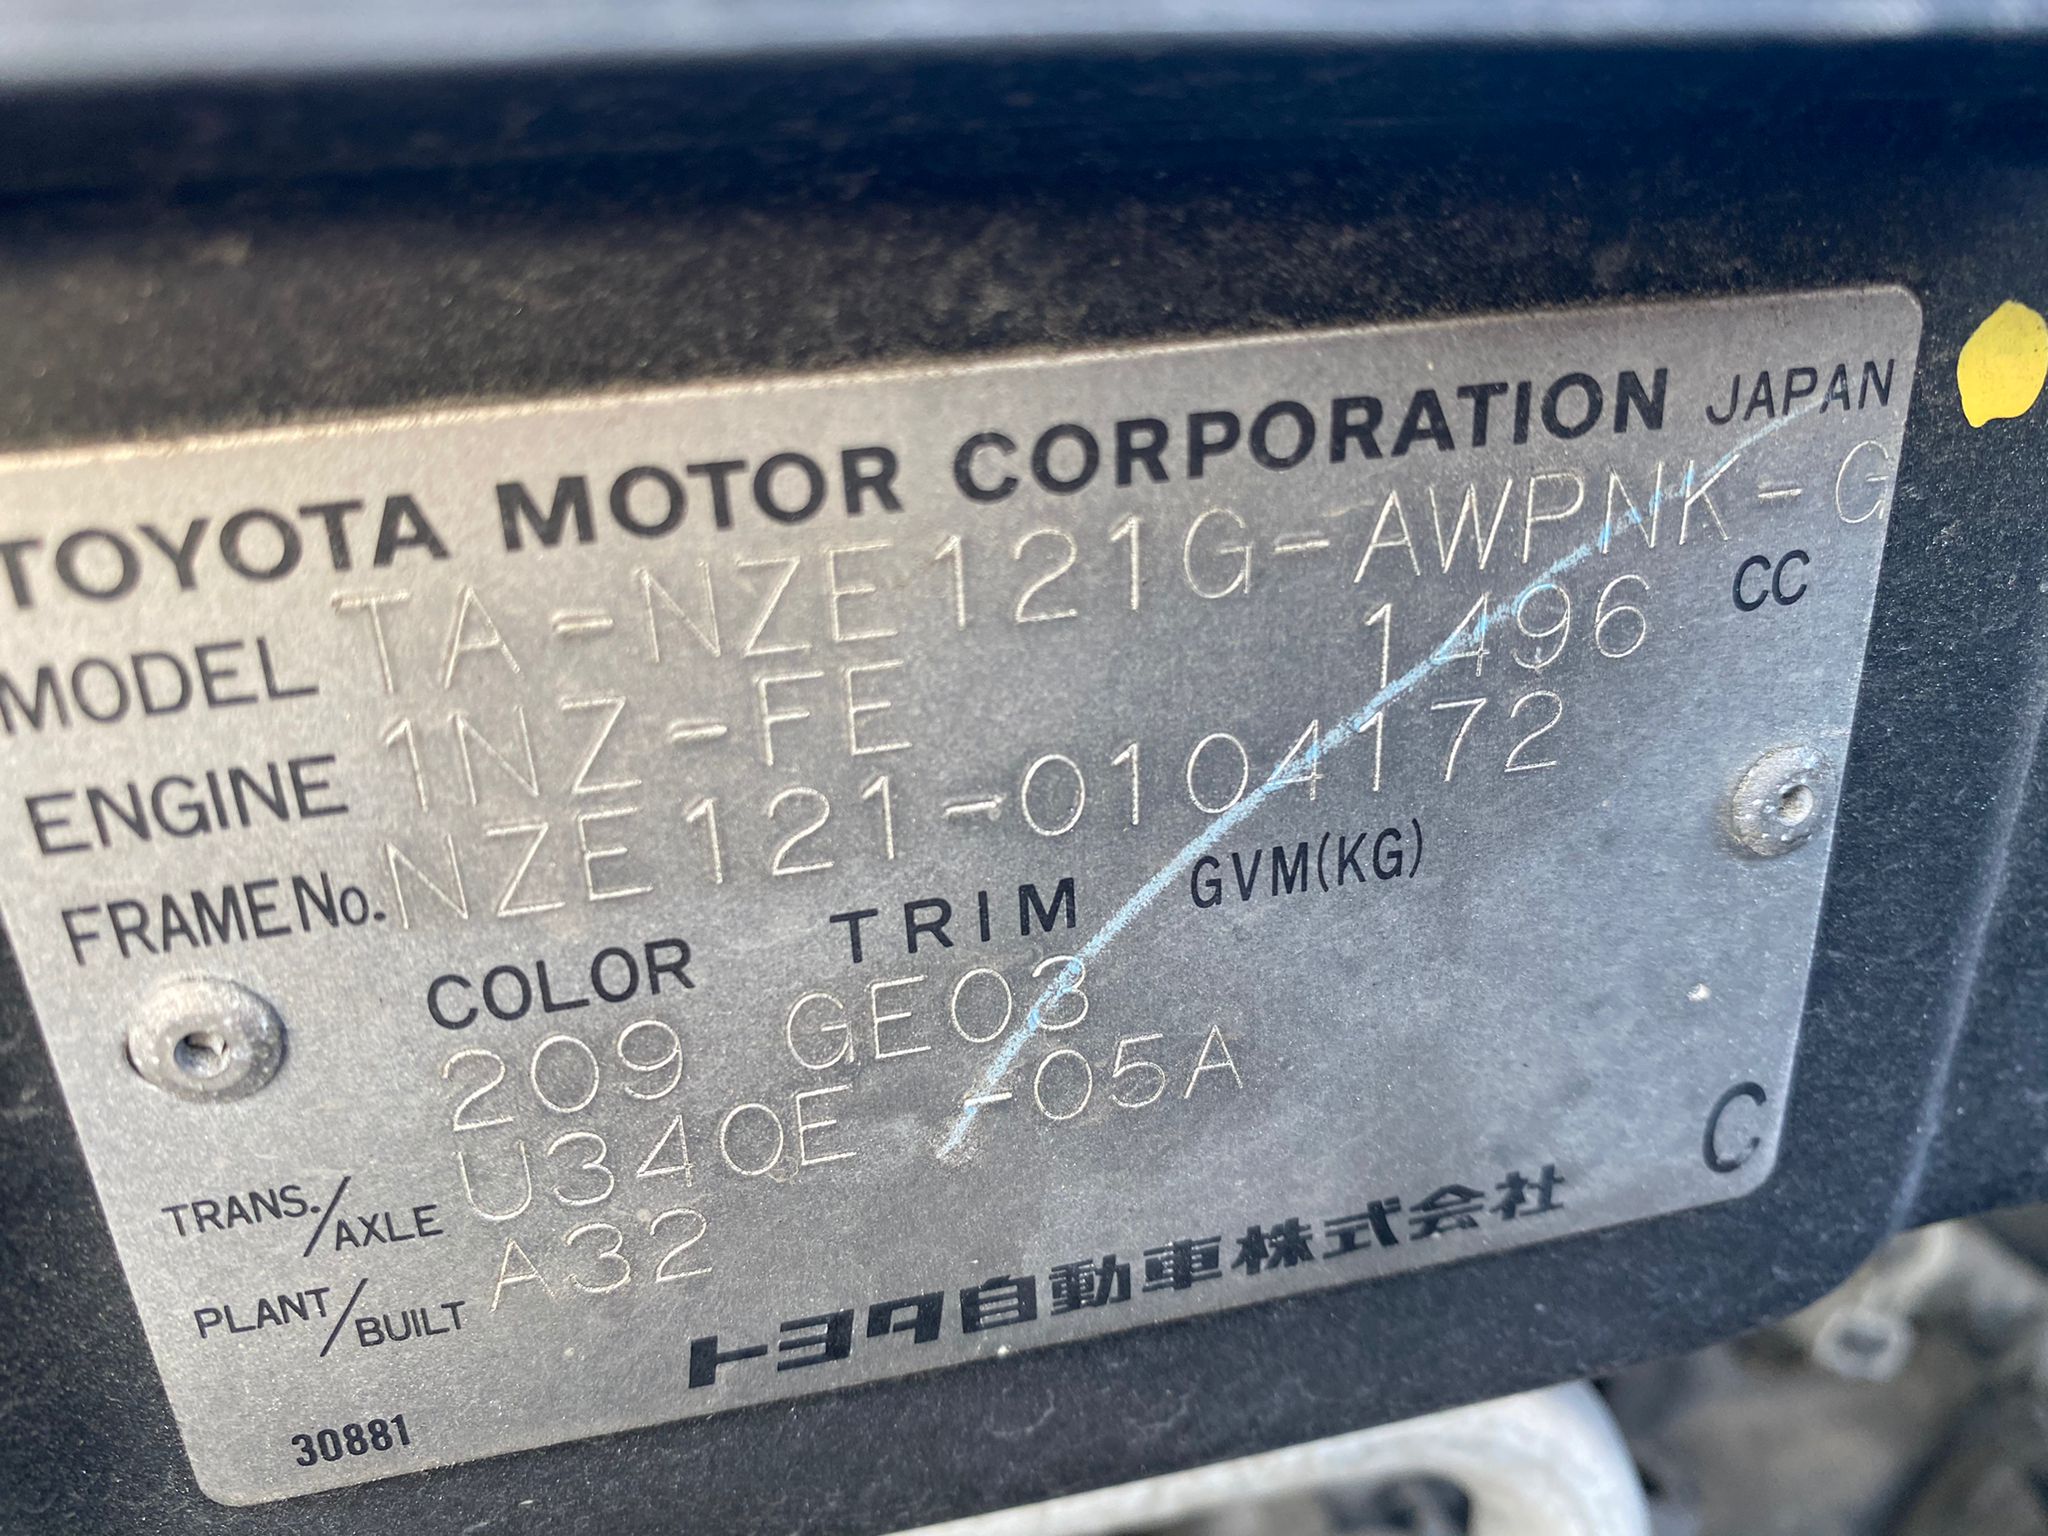 TOYOTA MOTOR CORPORATION JAPAN
MODEL TA-NZE121G-AWPNK-G
ENGINE 1NZ-FE 1496 CC
FRAME No. NZE121-0104172
COLOR TRIM GVM(KG)
209 GE03
TRANS./AXLE U340E -05A
PLANT/BUILT A32
C
トヨタ自動車株式会社
30881